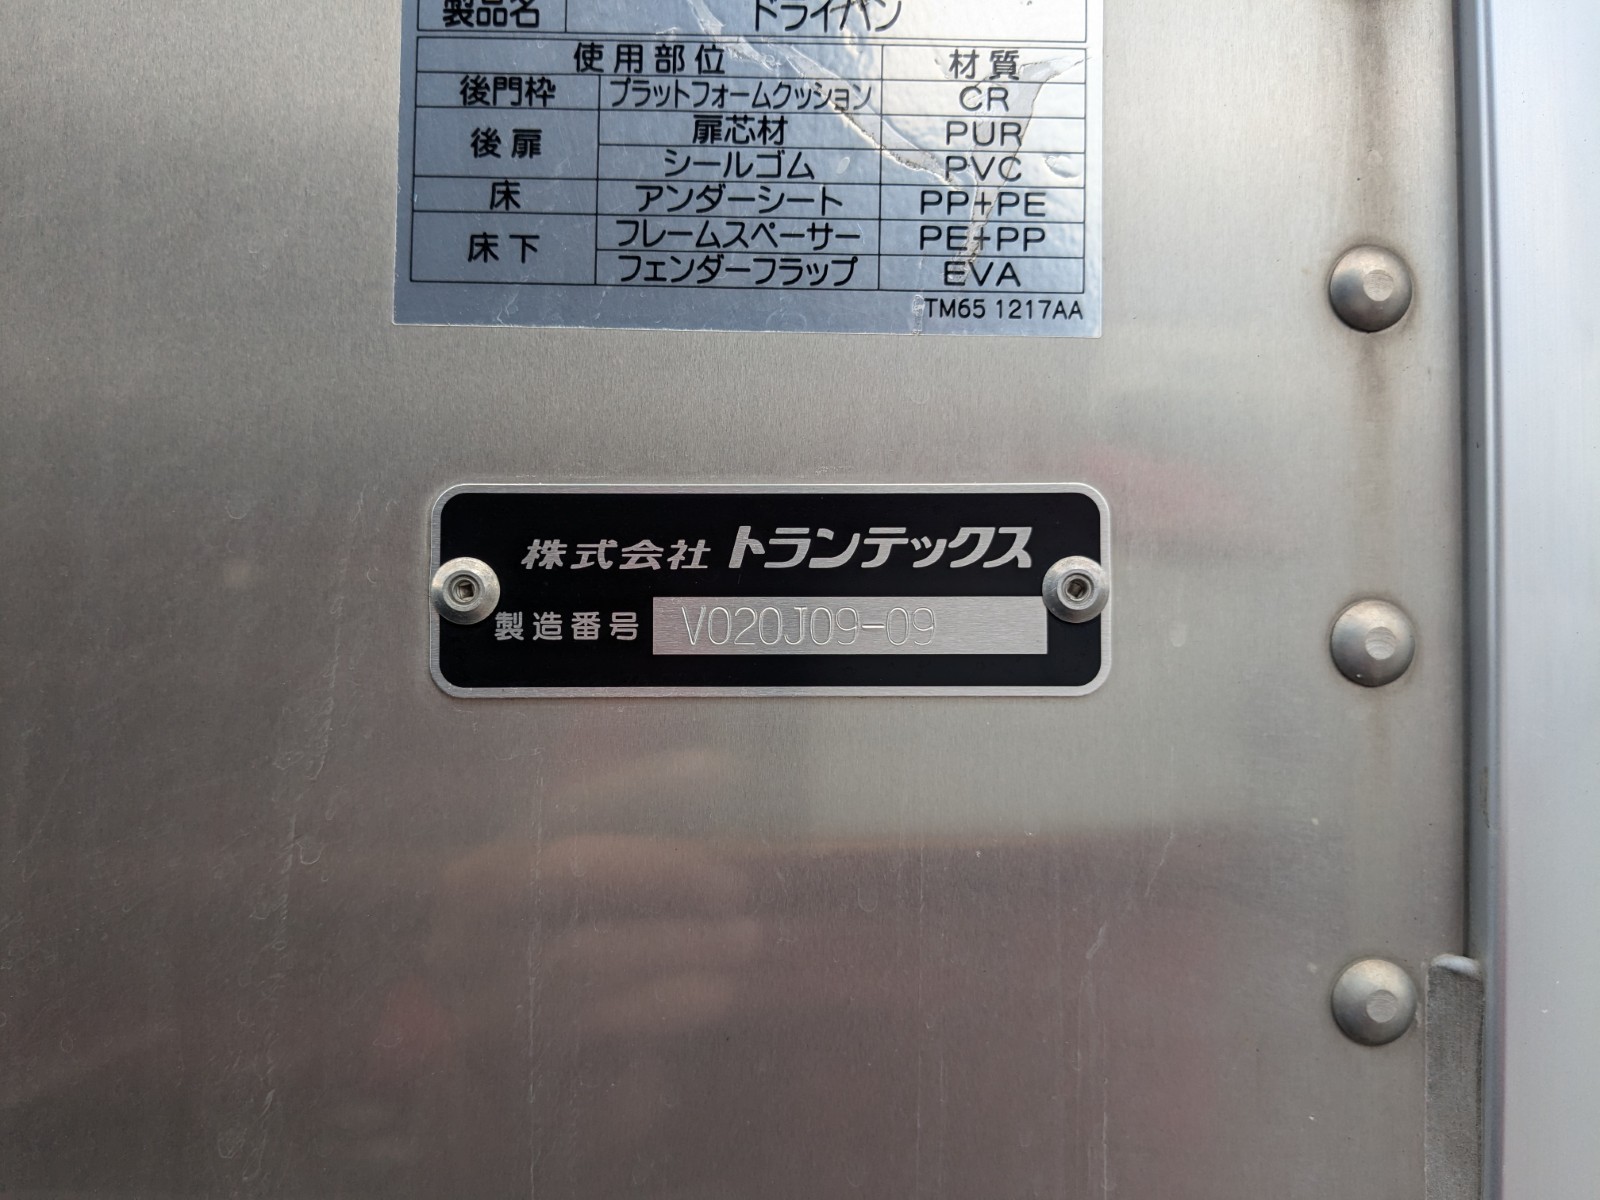 製品名 ドライバン
使用部位 材質
後門枠 プラットフォームクッション CR
後扉 扉芯材 PUR
シールゴム PVC
床 アンダーシート PP+PE
床下 フレームスペーサー PE+PP
フェンダーフラップ EVA
TM65 1217AA
株式会社 トランテックス
製造番号 V020J09-09